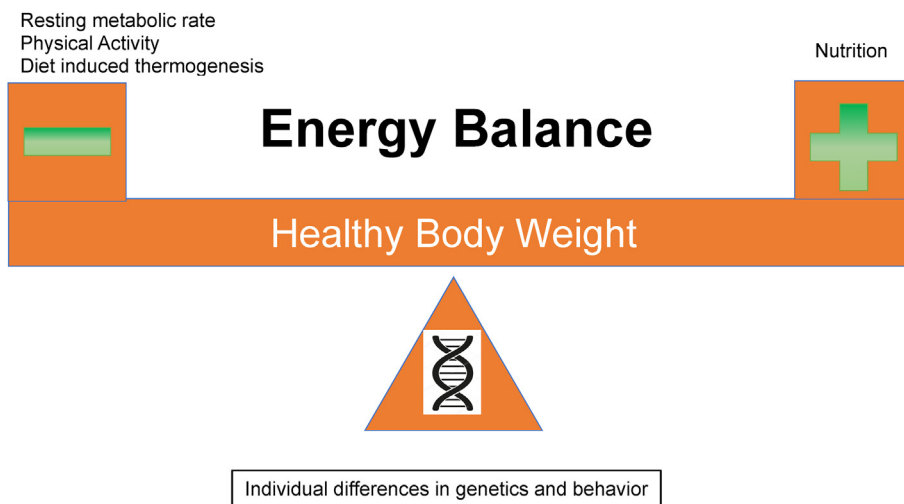 Resting metabolic rate
Physical Activity
Diet induced thermogenesis
Nutrition
Energy Balance
Healthy Body Weight
Individual differences in genetics and behavior